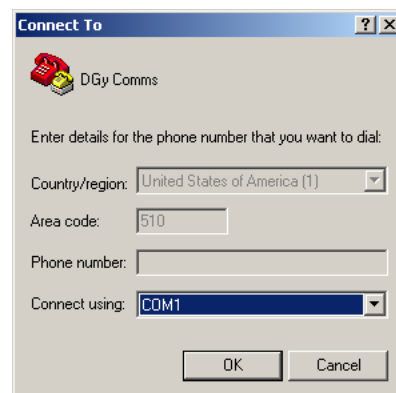 Connect To
DGy Comms
Enter details for the phone number that you want to dial:
Country/region: United States of America (1)
Area code: 510
Phone number:
Connect using: COM1
OK Cancel